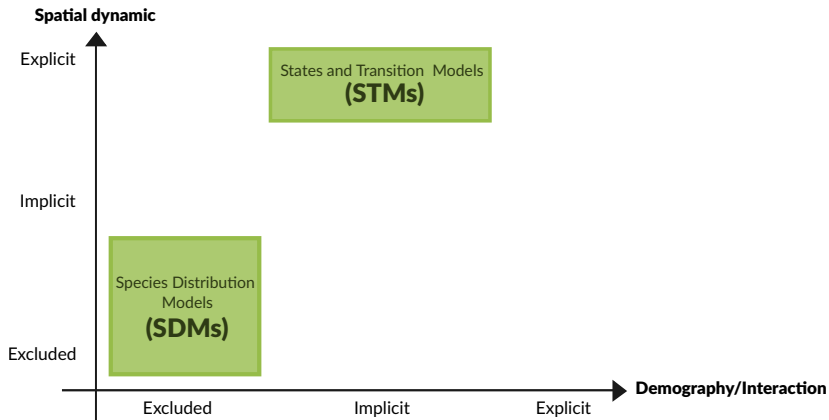 Spatial dynamic
Explicit
States and Transition Models
(STMs)
Implicit
Species Distribution
Models
(SDMs)
Excluded
Demography/Interaction
Excluded
Implicit
Explicit